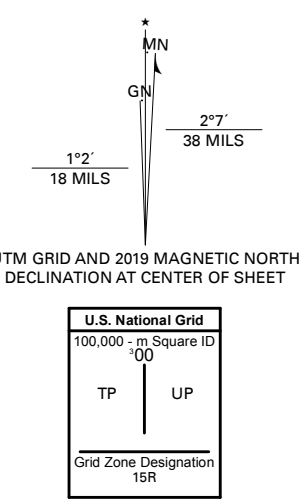 MN
GN
2°7´
38 MILS
1°2´
18 MILS
UTM GRID AND 2019 MAGNETIC NORTH
DECLINATION AT CENTER OF SHEET
U.S. National Grid
100,000 - m Square ID
³00
TP UP
Grid Zone Designation
15R